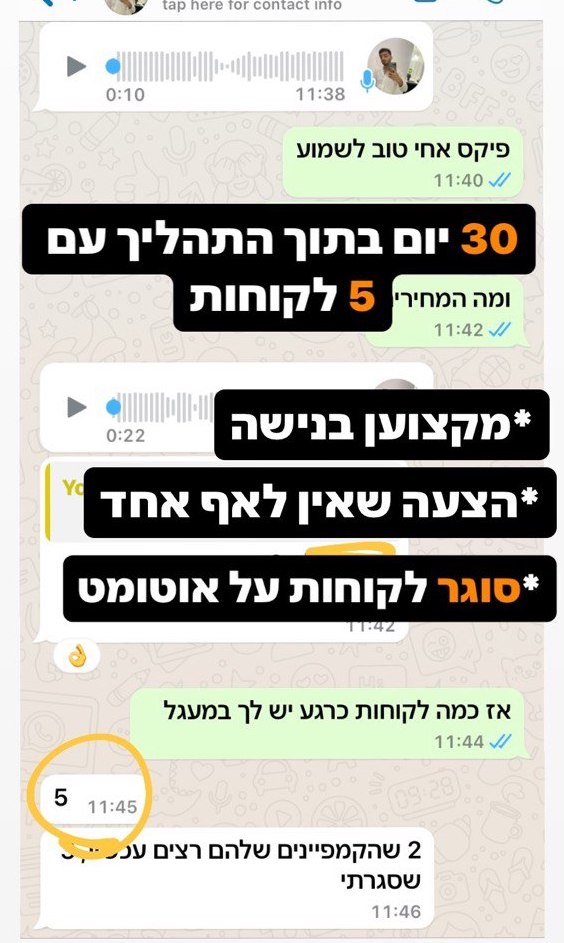 tap here for contact info
0:10
11:38
פיקס אחי טוב לשמוע
11:40
30 יום בתוך התהליך עם
5 לקוחות
ומה המחירי
11:42
0:22
*מקצוען בנישה
Yo
*הצעה שאין לאף אחד
*סוגר לקוחות על אוטומט
11:42
אז כמה לקוחות כרגע יש לך במעגל
11:44
5
11:45
2 שהקמפיינים שלהם רצים
שסגרתי
11:46